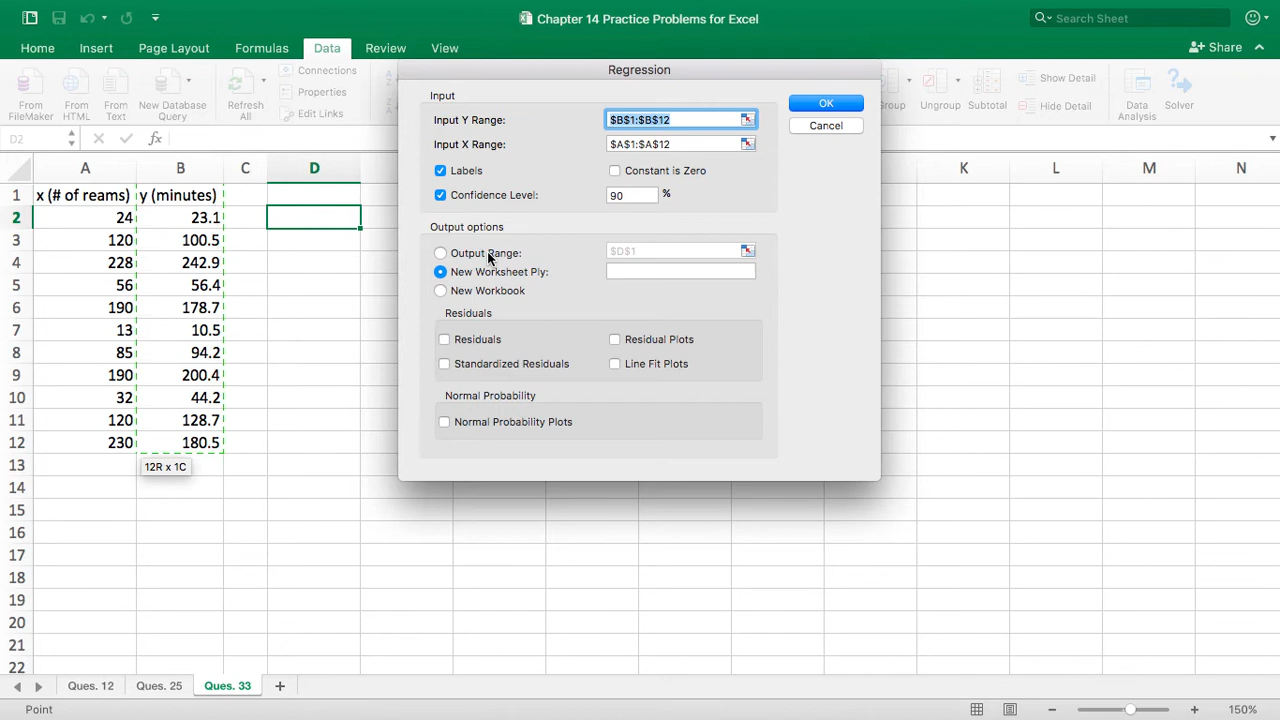 Chapter 14 Practice Problems for Excel
Search Sheet
Home Insert Page Layout Formulas Data Review View
Share
From FileMaker
From HTML
From Text
New Database Query
Refresh All
Connections
Properties
Edit Links
Group
Ungroup
Subtotal
Show Detail
Hide Detail
Data Analysis
Solver
D2
fx
A B C D K L M N
1 x (# of reams) y (minutes)
2 24 23.1
3 120 100.5
4 228 242.9
5 56 56.4
6 190 178.7
7 13 10.5
8 85 94.2
9 190 200.4
10 32 44.2
11 120 128.7
12 230 180.5
13
12R x 1C
14
15
16
17
18
19
20
21
22
Regression
Input
Input Y Range: $B$1:$B$12
Input X Range: $A$1:$A$12
Labels
Constant is Zero
Confidence Level: 90 %
OK
Cancel
Output options
Output Range: $D$1
New Worksheet Ply:
New Workbook
Residuals
Residuals
Residual Plots
Standardized Residuals
Line Fit Plots
Normal Probability
Normal Probability Plots
Ques. 12 Ques. 25 Ques. 33
Point
150%